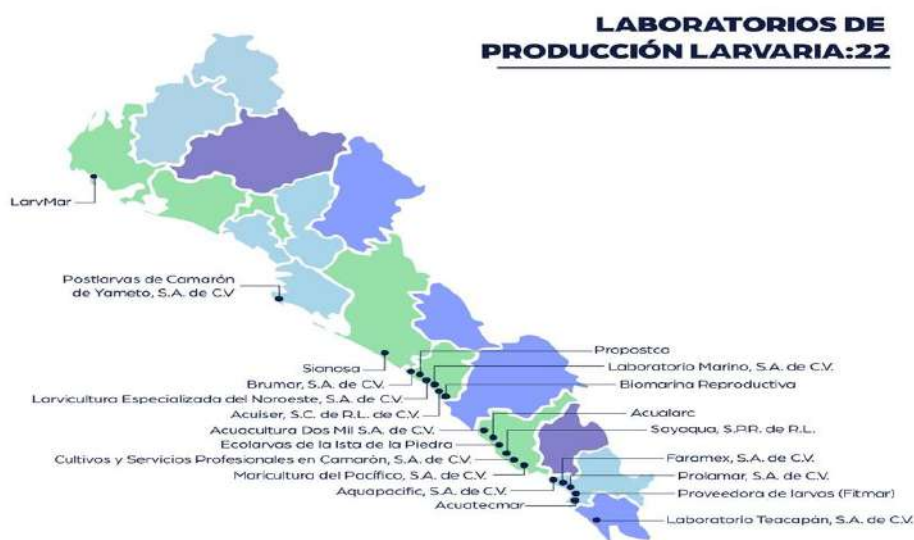 LABORATORIOS DE
PRODUCCIÓN LARVARIA:22
LarvMar
Postlarvas de Camarón
de Yameto, S.A. de C.V
Sianosa
Brumar, S.A. de C.V.
Larvicultura Especializada del Noroeste, S.A. de C.V.
Acuiser, S.C. de R.L. de C.V.
Acuacultura Dos Mil S.A. de C.V.
Ecolarvas de la Ista de la Piedra
Cultivos y Servicios Profesionales en Camarón, S.A. de C.V.
Maricultura del Pacífico, S.A. de C.V.
Aquapacific, S.A. de C.V.
Acuatecmar
Propostca
Laboratorio Marino, S.A. de C.V.
Biomarina Reproductiva
Acualarc
Sayaqua, S.P.R. de R.L.
Faramex, S.A. de C.V.
Prolamar, S.A. de C.V.
Proveedora de larvas (Fitmar)
Laboratorio Teacapán, S.A. de C.V.